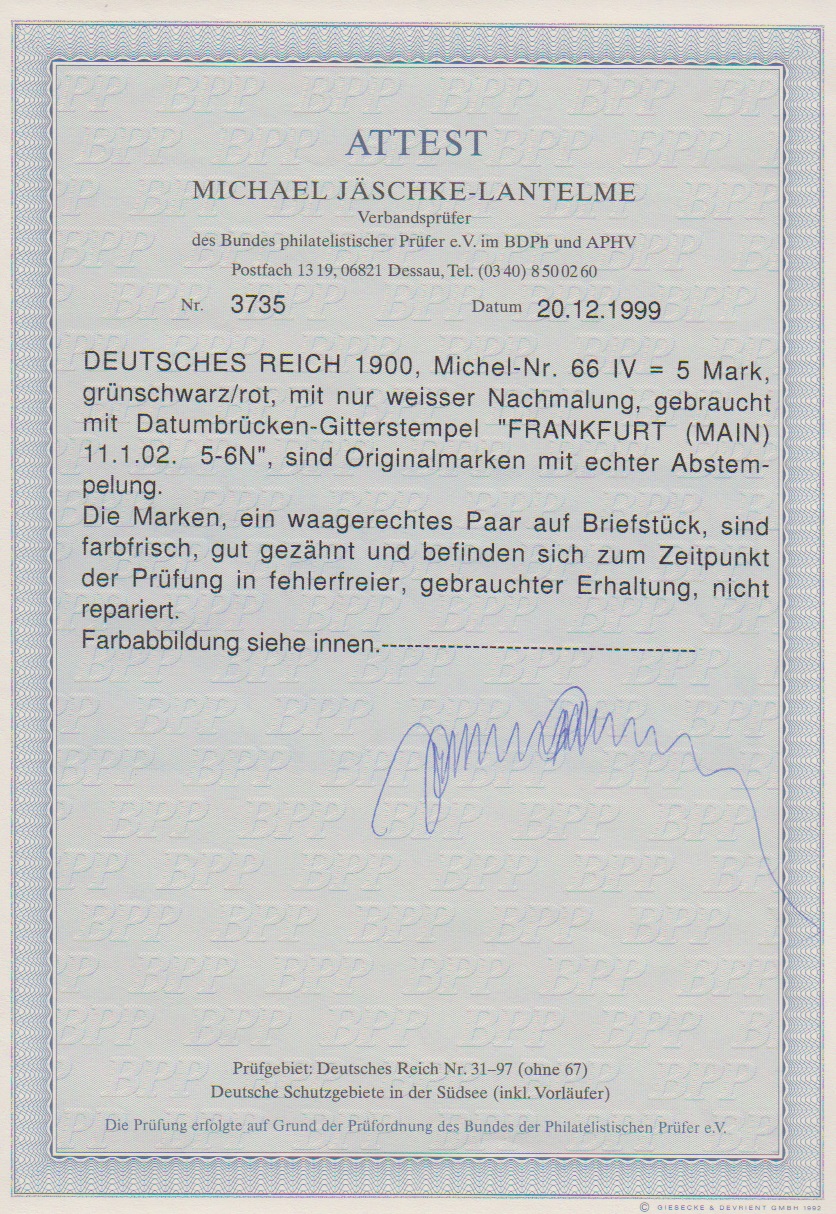 ATTEST
MICHAEL JÄSCHKE-LANTELME
Verbandsprüfer
des Bundes philatelistischer Prüfer e.V. im BDPh und APHV
Postfach 13 19, 06821 Dessau, Tel. (03 40) 8 50 02 60
Nr. 3735 Datum 20.12.1999
DEUTSCHES REICH 1900, Michel-Nr. 66 IV = 5 Mark,
grünschwarz/rot, mit nur weisser Nachmalung, gebraucht
mit Datumbrücken-Gitterstempel "FRANKFURT (MAIN)
11.1.02. 5-6N", sind Originalmarken mit echter Abstem-
pelung.
Die Marken, ein waagerechtes Paar auf Briefstück, sind
farbfrisch, gut gezähnt und befinden sich zum Zeitpunkt
der Prüfung in fehlerfreier, gebrauchter Erhaltung, nicht
repariert.
Farbabbildung siehe innen.--------------------------------------
Prüfgebiet: Deutsches Reich Nr. 31–97 (ohne 67)
Deutsche Schutzgebiete in der Südsee (inkl. Vorläufer)
Die Prüfung erfolgte auf Grund der Prüfordnung des Bundes der Philatelistischen Prüfer e.V.
© GIESECKE & DEVRIENT GMBH 1992